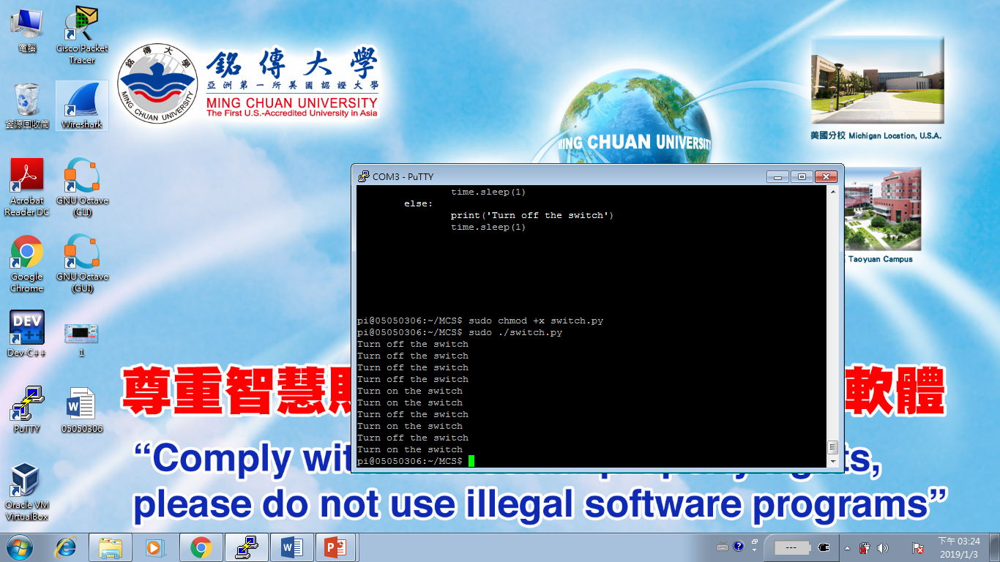 電腦
Cisco Packet
Tracer
資源回收筒
Wireshark
Acrobat
Reader DC
GNU Octave
(CLI)
Google
Chrome
GNU Octave
(GUI)
DEV
C++
Dev-C++
1
PuTTY
05050306
Oracle VM
VirtualBox
銘傳大學
MING CHUAN UNIVERSITY
銘傳大學
亞洲第一所美國認證大學
MING CHUAN UNIVERSITY
The First U.S.-Accredited University in Asia
MING CHUAN UNIVERSITY
美國分校 Michigan Location, U.S.A.
Taoyuan Campus
COM3 - PuTTY
time.sleep(1)
else:
print('Turn off the switch')
time.sleep(1)
pi@05050306:~/MCS$ sudo chmod +x switch.py
pi@05050306:~/MCS$ sudo ./switch.py
Turn off the switch
Turn off the switch
Turn off the switch
Turn off the switch
Turn on the switch
Turn on the switch
Turn off the switch
Turn on the switch
Turn off the switch
Turn on the switch
pi@05050306:~/MCS$
尊重智慧 軟體
“Comply ts,
please do not use illegal software programs”
---
下午 03:24
2019/1/3